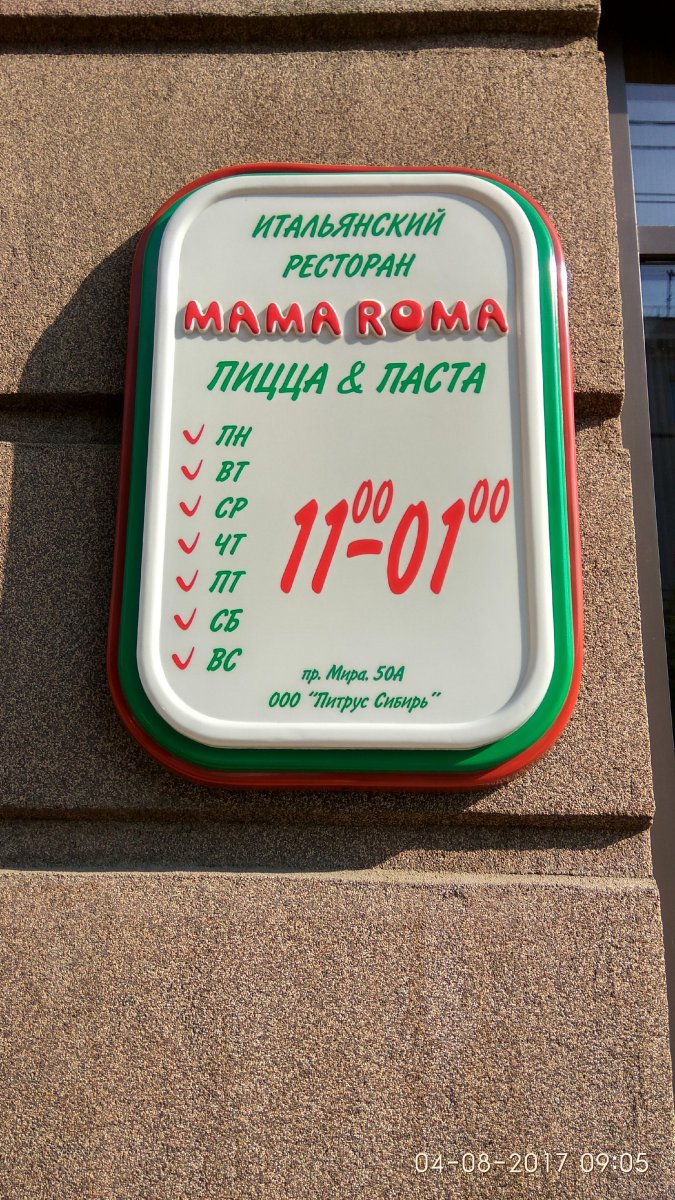 ИТАЛЬЯНСКИЙ
РЕСТОРАН
MAMA ROMA
ПИЦЦА & ПАСТА
ПН
ВТ
СР
ЧТ
ПТ
СБ
ВС
1100-0100
пр. Мира. 50А
ООО "Питрус Сибирь"
04-08-2017 09:05